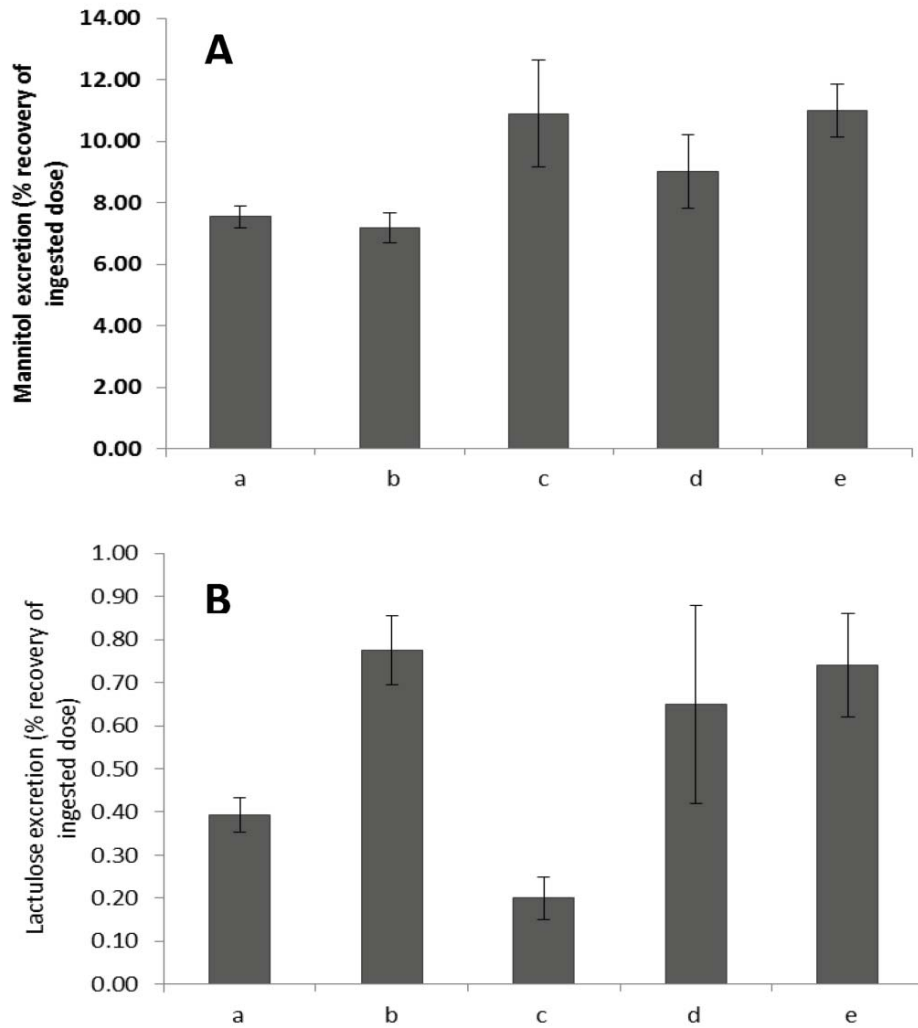 A
Mannitol excretion (% recovery of
ingested dose)
14.00
12.00
10.00
8.00
6.00
4.00
2.00
0.00
a b c d e
B
Lactulose excretion (% recovery of
ingested dose)
1.00
0.90
0.80
0.70
0.60
0.50
0.40
0.30
0.20
0.10
0.00
a b c d e